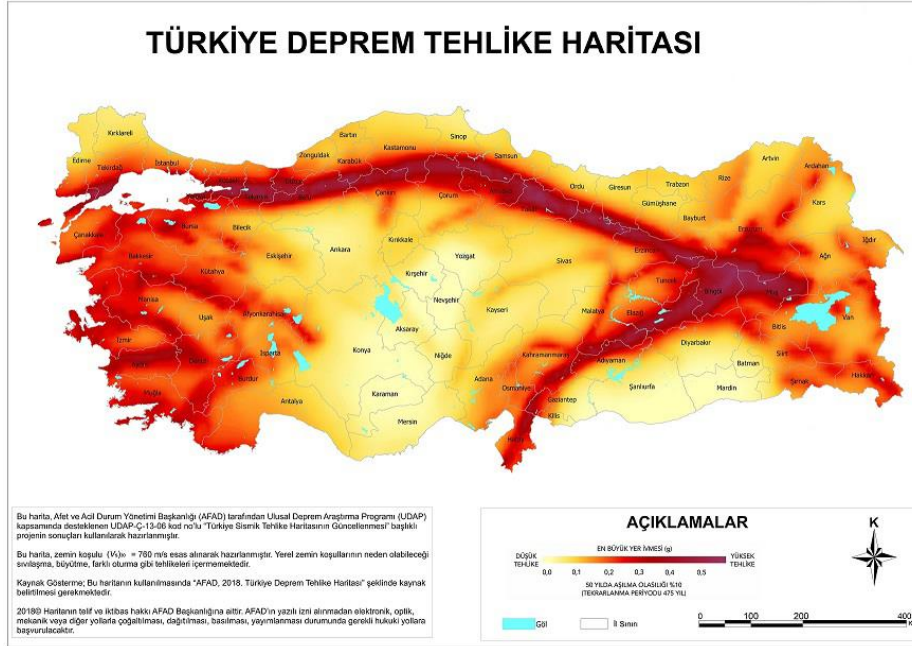 TÜRKİYE DEPREM TEHLİKE HARİTASI
Kırklareli
Edirne
Tekirdağ
İstanbul
Zonguldak
Bartın
Karabük
Kastamonu
Sinop
Samsun
Ordu
Giresun
Trabzon
Rize
Artvin
Ardahan
Kars
Gümüşhane
Bayburt
Erzurum
Iğdır
Ağrı
Çanakkale
Balıkesir
Bursa
Bilecik
Kütahya
Eskişehir
Ankara
Çankırı
Çorum
Kırıkkale
Yozgat
Sivas
Erzincan
Tunceli
Bingöl
Muş
Van
Bitlis
Manisa
Uşak
Afyonkarahisar
Kırşehir
Nevşehir
Kayseri
Malatya
Elazığ
Diyarbakır
Batman
Siirt
Hakkari
Şırnak
Mardin
İzmir
Aydın
Denizli
Isparta
Burdur
Muğla
Antalya
Konya
Aksaray
Niğde
Karaman
Mersin
Adana
Kahramanmaraş
Osmaniye
Adıyaman
Gaziantep
Kilis
Hatay
Şanlıurfa
Bu harita, Afet ve Acil Durum Yönetimi Başkanlığı (AFAD) tarafından Ulusal Deprem Araştırma Programı (UDAP)
kapsamında desteklenen UDAP-Ç-13-06 kod no'lu "Türkiye Sismik Tehlike Haritasının Güncellenmesi" başlıklı
projenin sonuçları kullanılarak hazırlanmıştır.
Bu harita, zemin koşulu (Vs)30 = 760 m/s esas alınarak hazırlanmıştır. Yerel zemin koşullarının neden olabileceği
sıvılaşma, büyütme, farklı oturma gibi tehlikeleri içermemektedir.
Kaynak Gösterme; Bu haritanın kullanılmasında "AFAD, 2018. Türkiye Deprem Tehlike Haritası" şeklinde kaynak
belirtilmesi gerekmektedir.
2018© Haritanın telif ve iktibas hakkı AFAD Başkanlığına aittir. AFAD'ın yazılı izni alınmadan elektronik, optik,
mekanik veya diğer yollarla çoğaltılması, dağıtılması, basılması, yayımlanması durumunda gerekli hukuki yollara
başvurulacaktır.
AÇIKLAMALAR
EN BÜYÜK YER İVMESİ (g)
DÜŞÜK
TEHLİKE
YÜKSEK
TEHLİKE
0,0 0,1 0,2 0,3 0,4 0,5
50 YILDA AŞILMA OLASILIĞI %10
(TEKRARLANMA PERİYODU 475 YIL)
Göl
İl Sınırı
K
0 100 200 400